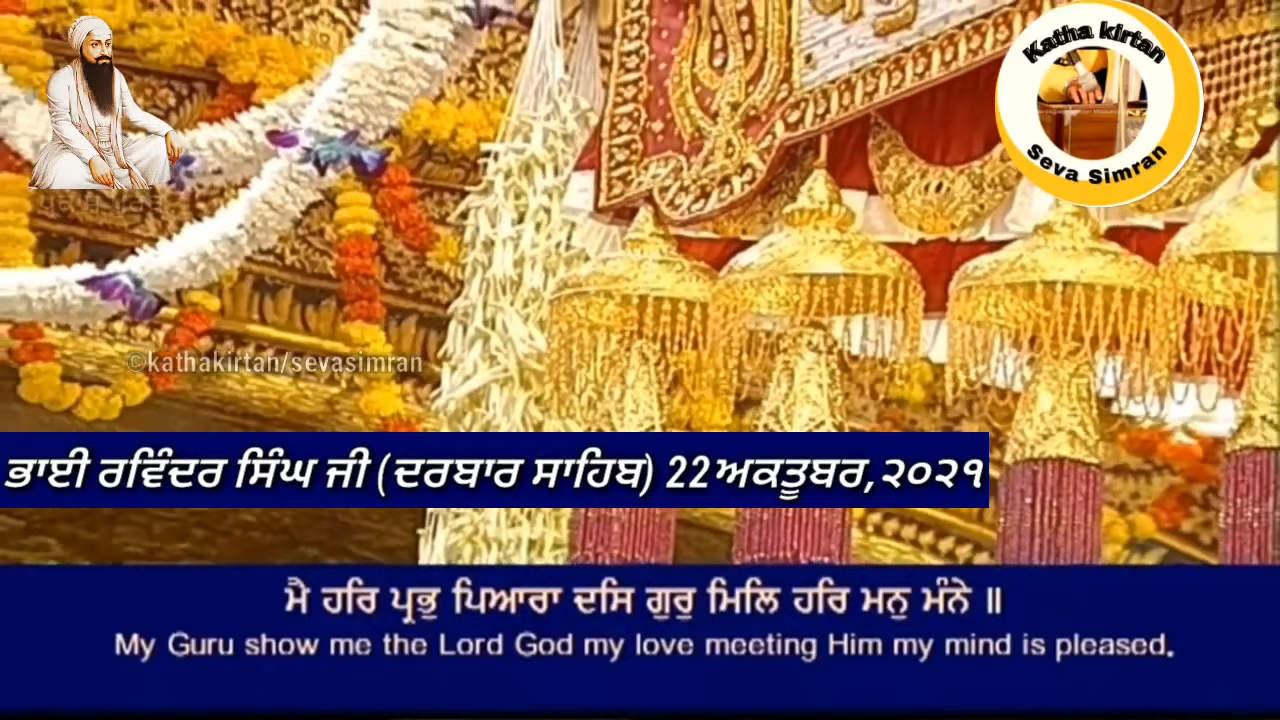 Katha kirtan
Seva Simran
©kathakirtan/sevasimran
ਭਾਈ ਰਵਿੰਦਰ ਸਿੰਘ ਜੀ (ਦਰਬਾਰ ਸਾਹਿਬ) 22ਅਕਤੂਬਰ,੨੦੨੧
ਮੈ ਹਰਿ ਪ੍ਰਭੁ ਪਿਆਰਾ ਦਸਿ ਗੁਰੁ ਮਿਲਿ ਹਰਿ ਮਨੁ ਮੰਨੇ ॥
My Guru show me the Lord God my love meeting Him my mind is pleased.